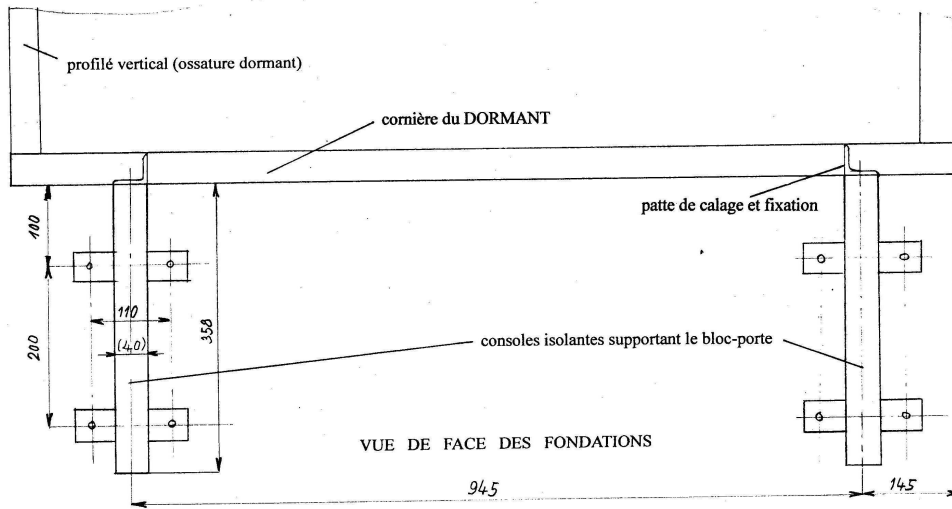 profilé vertical (ossature dormant)
cornière du DORMANT
patte de calage et fixation
100
110
200
(40)
358
consoles isolantes supportant le bloc-porte
VUE DE FACE DES FONDATIONS
945
145